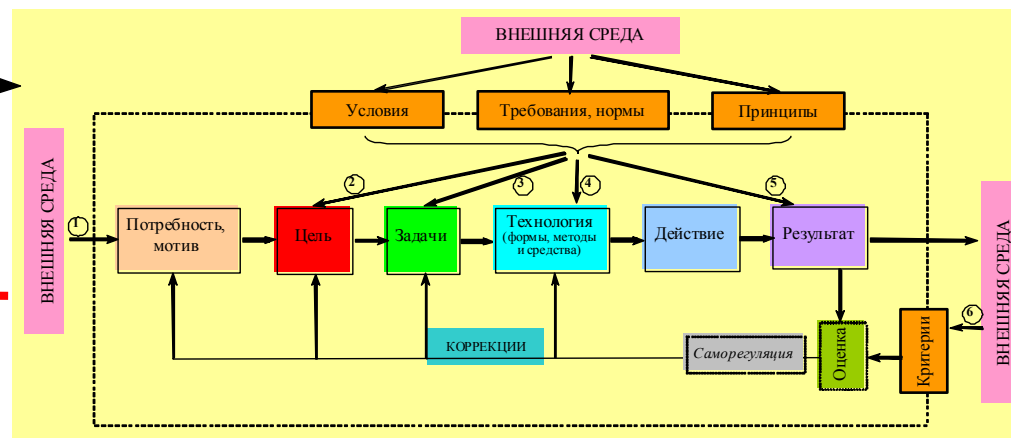 ВНЕШНЯЯ СРЕДА
Условия
Требования, нормы
Принципы
ВНЕШНЯЯ СРЕДА
1
2
3
4
5
Потребность,
мотив
Цель
Задачи
Технология
(формы, методы
и средства)
Действие
Результат
ВНЕШНЯЯ СРЕДА
6
КОРРЕКЦИИ
Саморегуляция
Оценка
Критерии